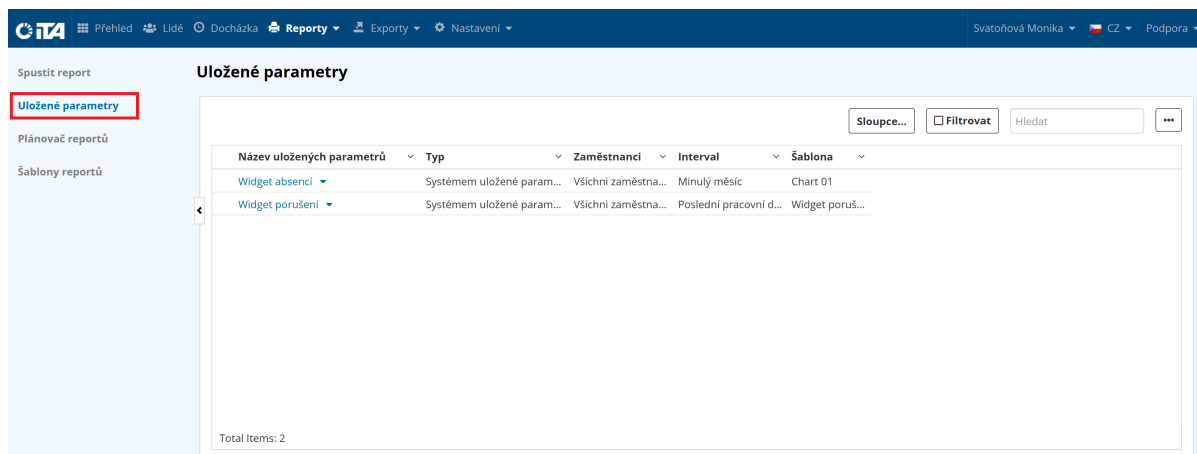 iTA Přehled Lidé Docházka Reporty Exporty Nastavení Svatoňová Monika CZ Podpora
Spustit report
Uložené parametry
Plánovač reportů
Šablony reportů
Uložené parametry
Sloupce... Filtrovat Hledat ...
Název uložených parametrů Typ Zaměstnanci Interval Šablona
Widget absencí Systémem uložené param... Všichni zaměstna... Minulý měsíc Chart 01
Widget porušení Systémem uložené param... Všichni zaměstna... Poslední pracovní d... Widget poruš...
Total Items: 2